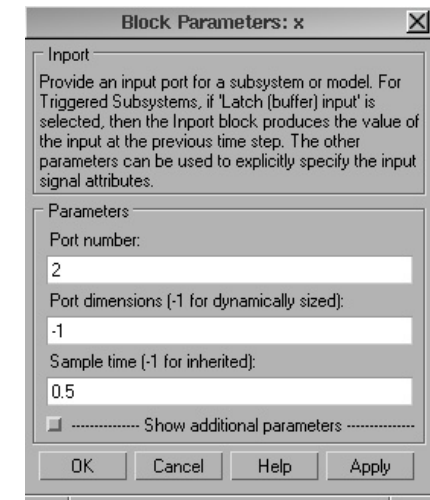 Block Parameters: x
Inport
Provide an input port for a subsystem or model. For
Triggered Subsystems, if 'Latch (buffer) input' is
selected, then the Inport block produces the value of
the input at the previous time step. The other
parameters can be used to explicitly specify the input
signal attributes.
Parameters
Port number:
2
Port dimensions (-1 for dynamically sized):
-1
Sample time (-1 for inherited):
0.5
-------------- Show additional parameters --------------
OK Cancel Help Apply